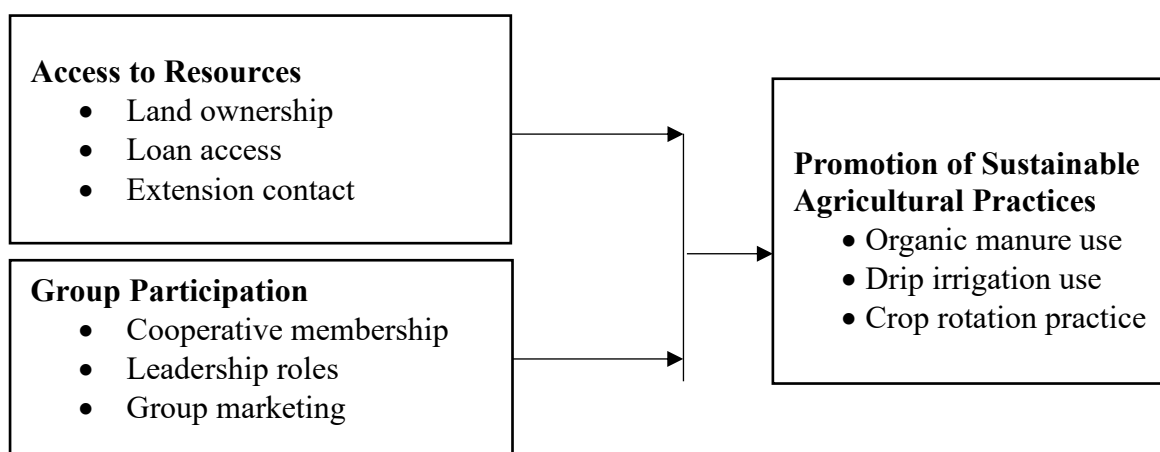 Access to Resources
• Land ownership
• Loan access
• Extension contact
Group Participation
• Cooperative membership
• Leadership roles
• Group marketing
Promotion of Sustainable
Agricultural Practices
• Organic manure use
• Drip irrigation use
• Crop rotation practice